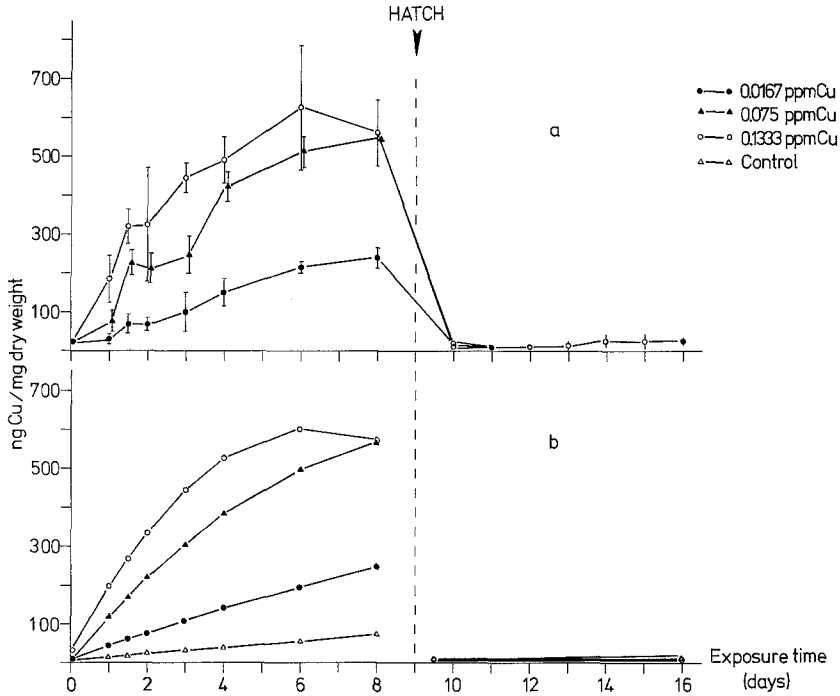 HATCH
700
500
300
100
a
0.0167 ppmCu
0.075 ppmCu
0.1333 ppmCu
Control
ng Cu/mg dry weight
700
500
300
100
b
0 2 4 6 8 10 12 14 16
Exposure time
(days)